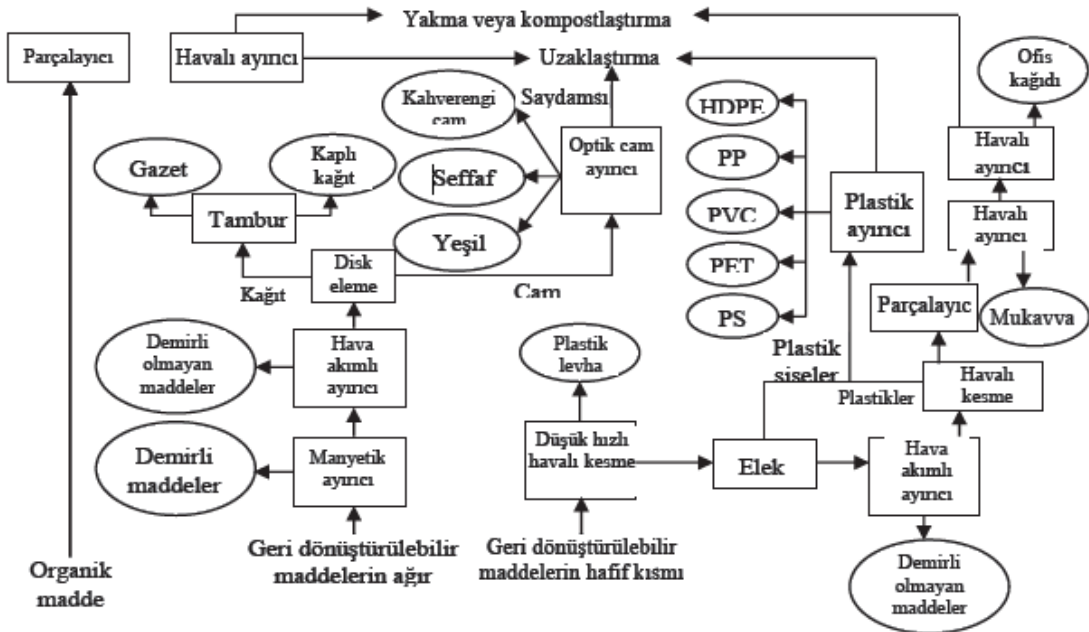 Yakma veya kompostlaştırma
Parçalayıcı
Havalı ayırıcı
Uzaklaştırma
Ofis
kağıdı
Kahverengi
cam
Saydamsı
HDPE
Optik cam
ayırıcı
Havalı
ayırıcı
Gazet
Kaplı
kağıt
Seffaf
PP
Tambur
Yeşil
PVC
Plastik
ayırıcı
Havalı
ayırıcı
Disk
eleme
Kağıt
Cam
PET
Parçalayıc
Mukavva
PS
Demirli
olmayan
maddeler
Hava
akımlı
ayırıcı
Plastik
levha
Plastik
siseler
Plastikler
Havalı
kesme
Demirli
maddeler
Manyetik
ayırıcı
Düşük hızlı
havalı kesme
Elek
Hava
akımlı
ayırıcı
Organik
madde
Geri dönüştürülebilir
maddelerin ağır
Geri dönüştürülebilir
maddelerin hafif kısmı
Demirli
olmayan
maddeler